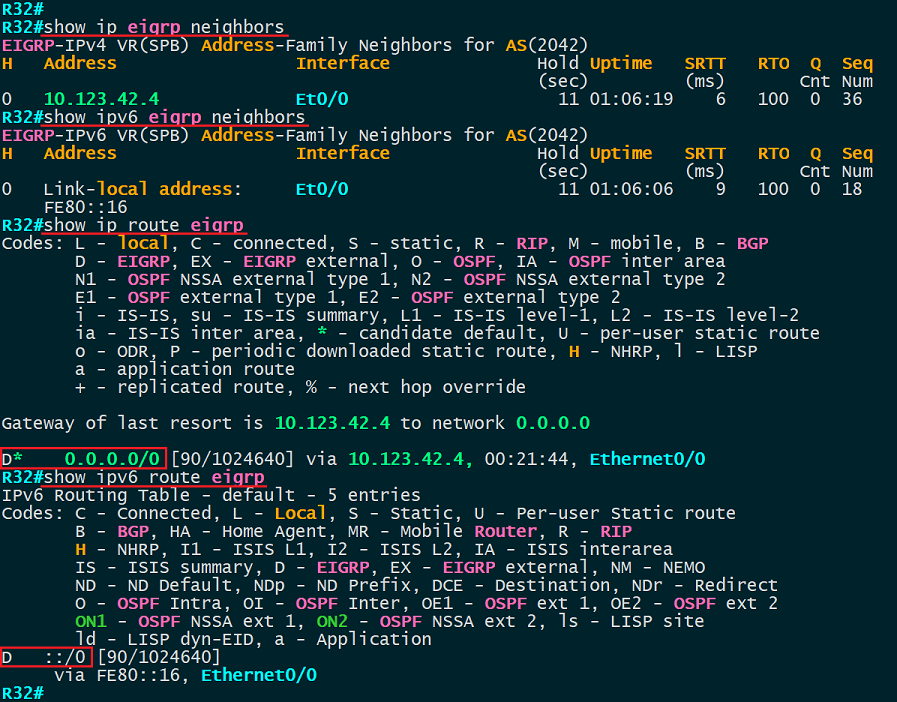 R32#
R32#show ip eigrp neighbors
EIGRP-IPv4 VR(SPB) Address-Family Neighbors for AS(2042)
H   Address                 Interface              Hold Uptime   SRTT   RTO  Q  Seq
                                                   (sec)         (ms)       Cnt Num
0   10.123.42.4             Et0/0                    11 01:06:19    6   100  0  36
R32#show ipv6 eigrp neighbors
EIGRP-IPv6 VR(SPB) Address-Family Neighbors for AS(2042)
H   Address                 Interface              Hold Uptime   SRTT   RTO  Q  Seq
                                                   (sec)         (ms)       Cnt Num
0   Link-local address:     Et0/0                    11 01:06:06    9   100  0  18
    FE80::16
R32#show ip route eigrp
Codes: L - local, C - connected, S - static, R - RIP, M - mobile, B - BGP
       D - EIGRP, EX - EIGRP external, O - OSPF, IA - OSPF inter area
       N1 - OSPF NSSA external type 1, N2 - OSPF NSSA external type 2
       E1 - OSPF external type 1, E2 - OSPF external type 2
       i - IS-IS, su - IS-IS summary, L1 - IS-IS level-1, L2 - IS-IS level-2
       ia - IS-IS inter area, * - candidate default, U - per-user static route
       o - ODR, P - periodic downloaded static route, H - NHRP, l - LISP
       a - application route
       + - replicated route, % - next hop override

Gateway of last resort is 10.123.42.4 to network 0.0.0.0

D*    0.0.0.0/0 [90/1024640] via 10.123.42.4, 00:21:44, Ethernet0/0
R32#show ipv6 route eigrp
IPv6 Routing Table - default - 5 entries
Codes: C - Connected, L - Local, S - Static, U - Per-user Static route
       B - BGP, HA - Home Agent, MR - Mobile Router, R - RIP
       H - NHRP, I1 - ISIS L1, I2 - ISIS L2, IA - ISIS interarea
       IS - ISIS summary, D - EIGRP, EX - EIGRP external, NM - NEMO
       ND - ND Default, NDp - ND Prefix, DCE - Destination, NDr - Redirect
       O - OSPF Intra, OI - OSPF Inter, OE1 - OSPF ext 1, OE2 - OSPF ext 2
       ON1 - OSPF NSSA ext 1, ON2 - OSPF NSSA ext 2, ls - LISP site
       ld - LISP dyn-EID, a - Application
D   ::/0 [90/1024640]
     via FE80::16, Ethernet0/0
R32#